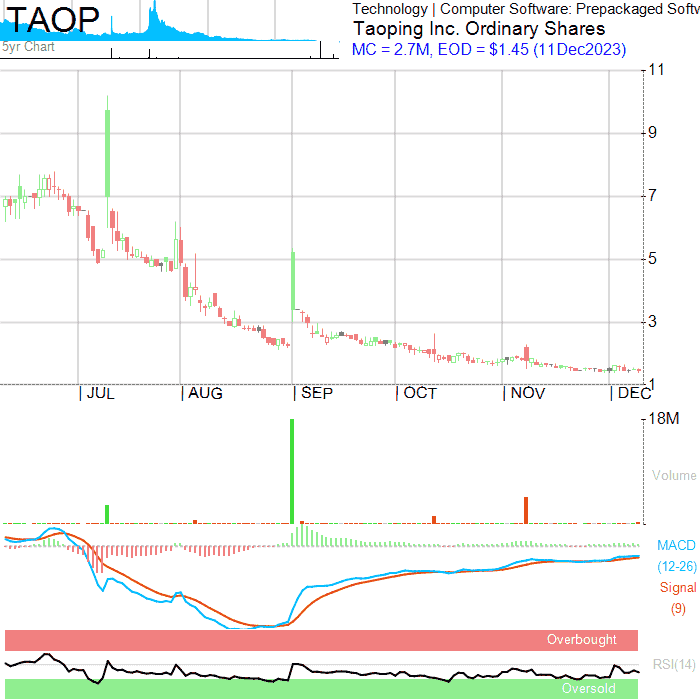 TAOP
5yr Chart
Technology | Computer Software: Prepackaged Softw
Taoping Inc. Ordinary Shares
MC = 2.7M, EOD = $1.45 (11Dec2023)
11
9
7
5
3
1
| JUL | AUG | SEP | OCT | NOV | DEC
18M
Volume
MACD
(12-26)
Signal
(9)
Overbought
RSI(14)
Oversold